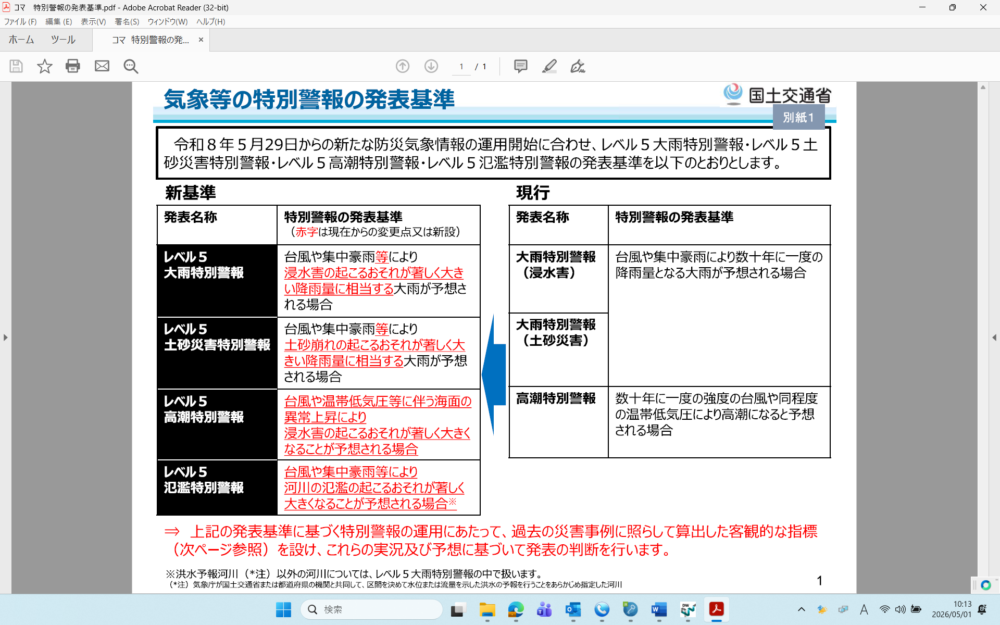 コマ　特別警報の発表基準.pdf - Adobe Acrobat Reader (32-bit)
ファイル(F)　編集(E)　表示(V)　署名(S)　ウィンドウ(W)　ヘルプ(H)
ホーム　ツール　コマ 特別警報の発... ×
1 / 1
気象等の特別警報の発表基準
国土交通省
別紙1
令和８年５月29日からの新たな防災気象情報の運用開始に合わせ、レベル５大雨特別警報・レベル５土
砂災害特別警報・レベル５高潮特別警報・レベル５氾濫特別警報の発表基準を以下のとおりとします。
新基準
発表名称
特別警報の発表基準
（赤字は現在からの変更点又は新設）
レベル５
大雨特別警報
台風や集中豪雨等により
浸水害の起こるおそれが著しく大き
い降雨量に相当する大雨が予想さ
れる場合
レベル５
土砂災害特別警報
台風や集中豪雨等により
土砂崩れの起こるおそれが著しく大
きい降雨量に相当する大雨が予想
される場合
レベル５
高潮特別警報
台風や温帯低気圧等に伴う海面の
異常上昇により
浸水害の起こるおそれが著しく大きく
なることが予想される場合
レベル５
氾濫特別警報
台風や集中豪雨等により
河川の氾濫の起こるおそれが著しく
大きくなることが予想される場合※
現行
発表名称
特別警報の発表基準
大雨特別警報
（浸水害）
台風や集中豪雨により数十年に一度の
降雨量となる大雨が予想される場合
大雨特別警報
（土砂災害）
高潮特別警報
数十年に一度の強度の台風や同程度
の温帯低気圧により高潮になると予想
される場合
⇒　上記の発表基準に基づく特別警報の運用にあたって、過去の災害事例に照らして算出した客観的な指標
（次ページ参照）を設け、これらの実況及び予想に基づいて発表の判断を行います。
※洪水予報河川（*注）以外の河川については、レベル５大雨特別警報の中で扱います。
（*注）気象庁が国土交通省または都道府県の機関と共同して、区間を決めて水位または流量を示した洪水の予報を行うことをあらかじめ指定した河川
1
検索
DW
A
10:13
2026/05/01